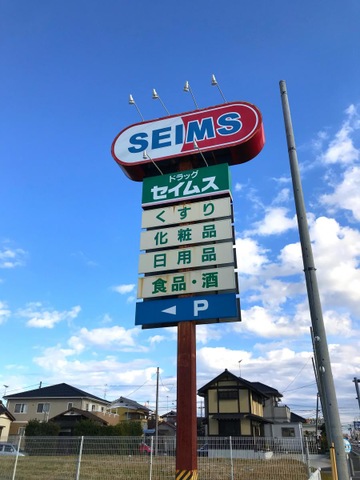 SEIMS
ドラッグ
セイムス
くすり
化粧品
日用品
食品・酒
◀ P